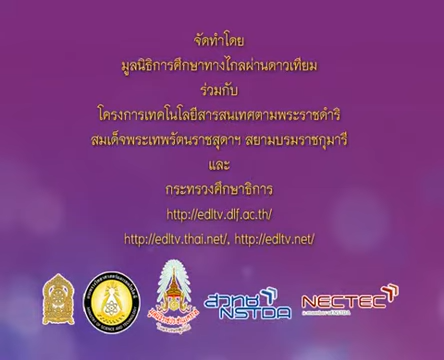 จัดทำโดย
มูลนิธิการศึกษาทางไกลผ่านดาวเทียม
ร่วมกับ
โครงการเทคโนโลยีสารสนเทศตามพระราชดำริ
สมเด็จพระเทพรัตนราชสุดาฯ สยามบรมราชกุมารี
และ
กระทรวงศึกษาธิการ
http://edltv.dlf.ac.th/
http://edltv.thai.net/, http://edltv.net/
สวทช
NSTDA
NECTEC
a member of NSTDA